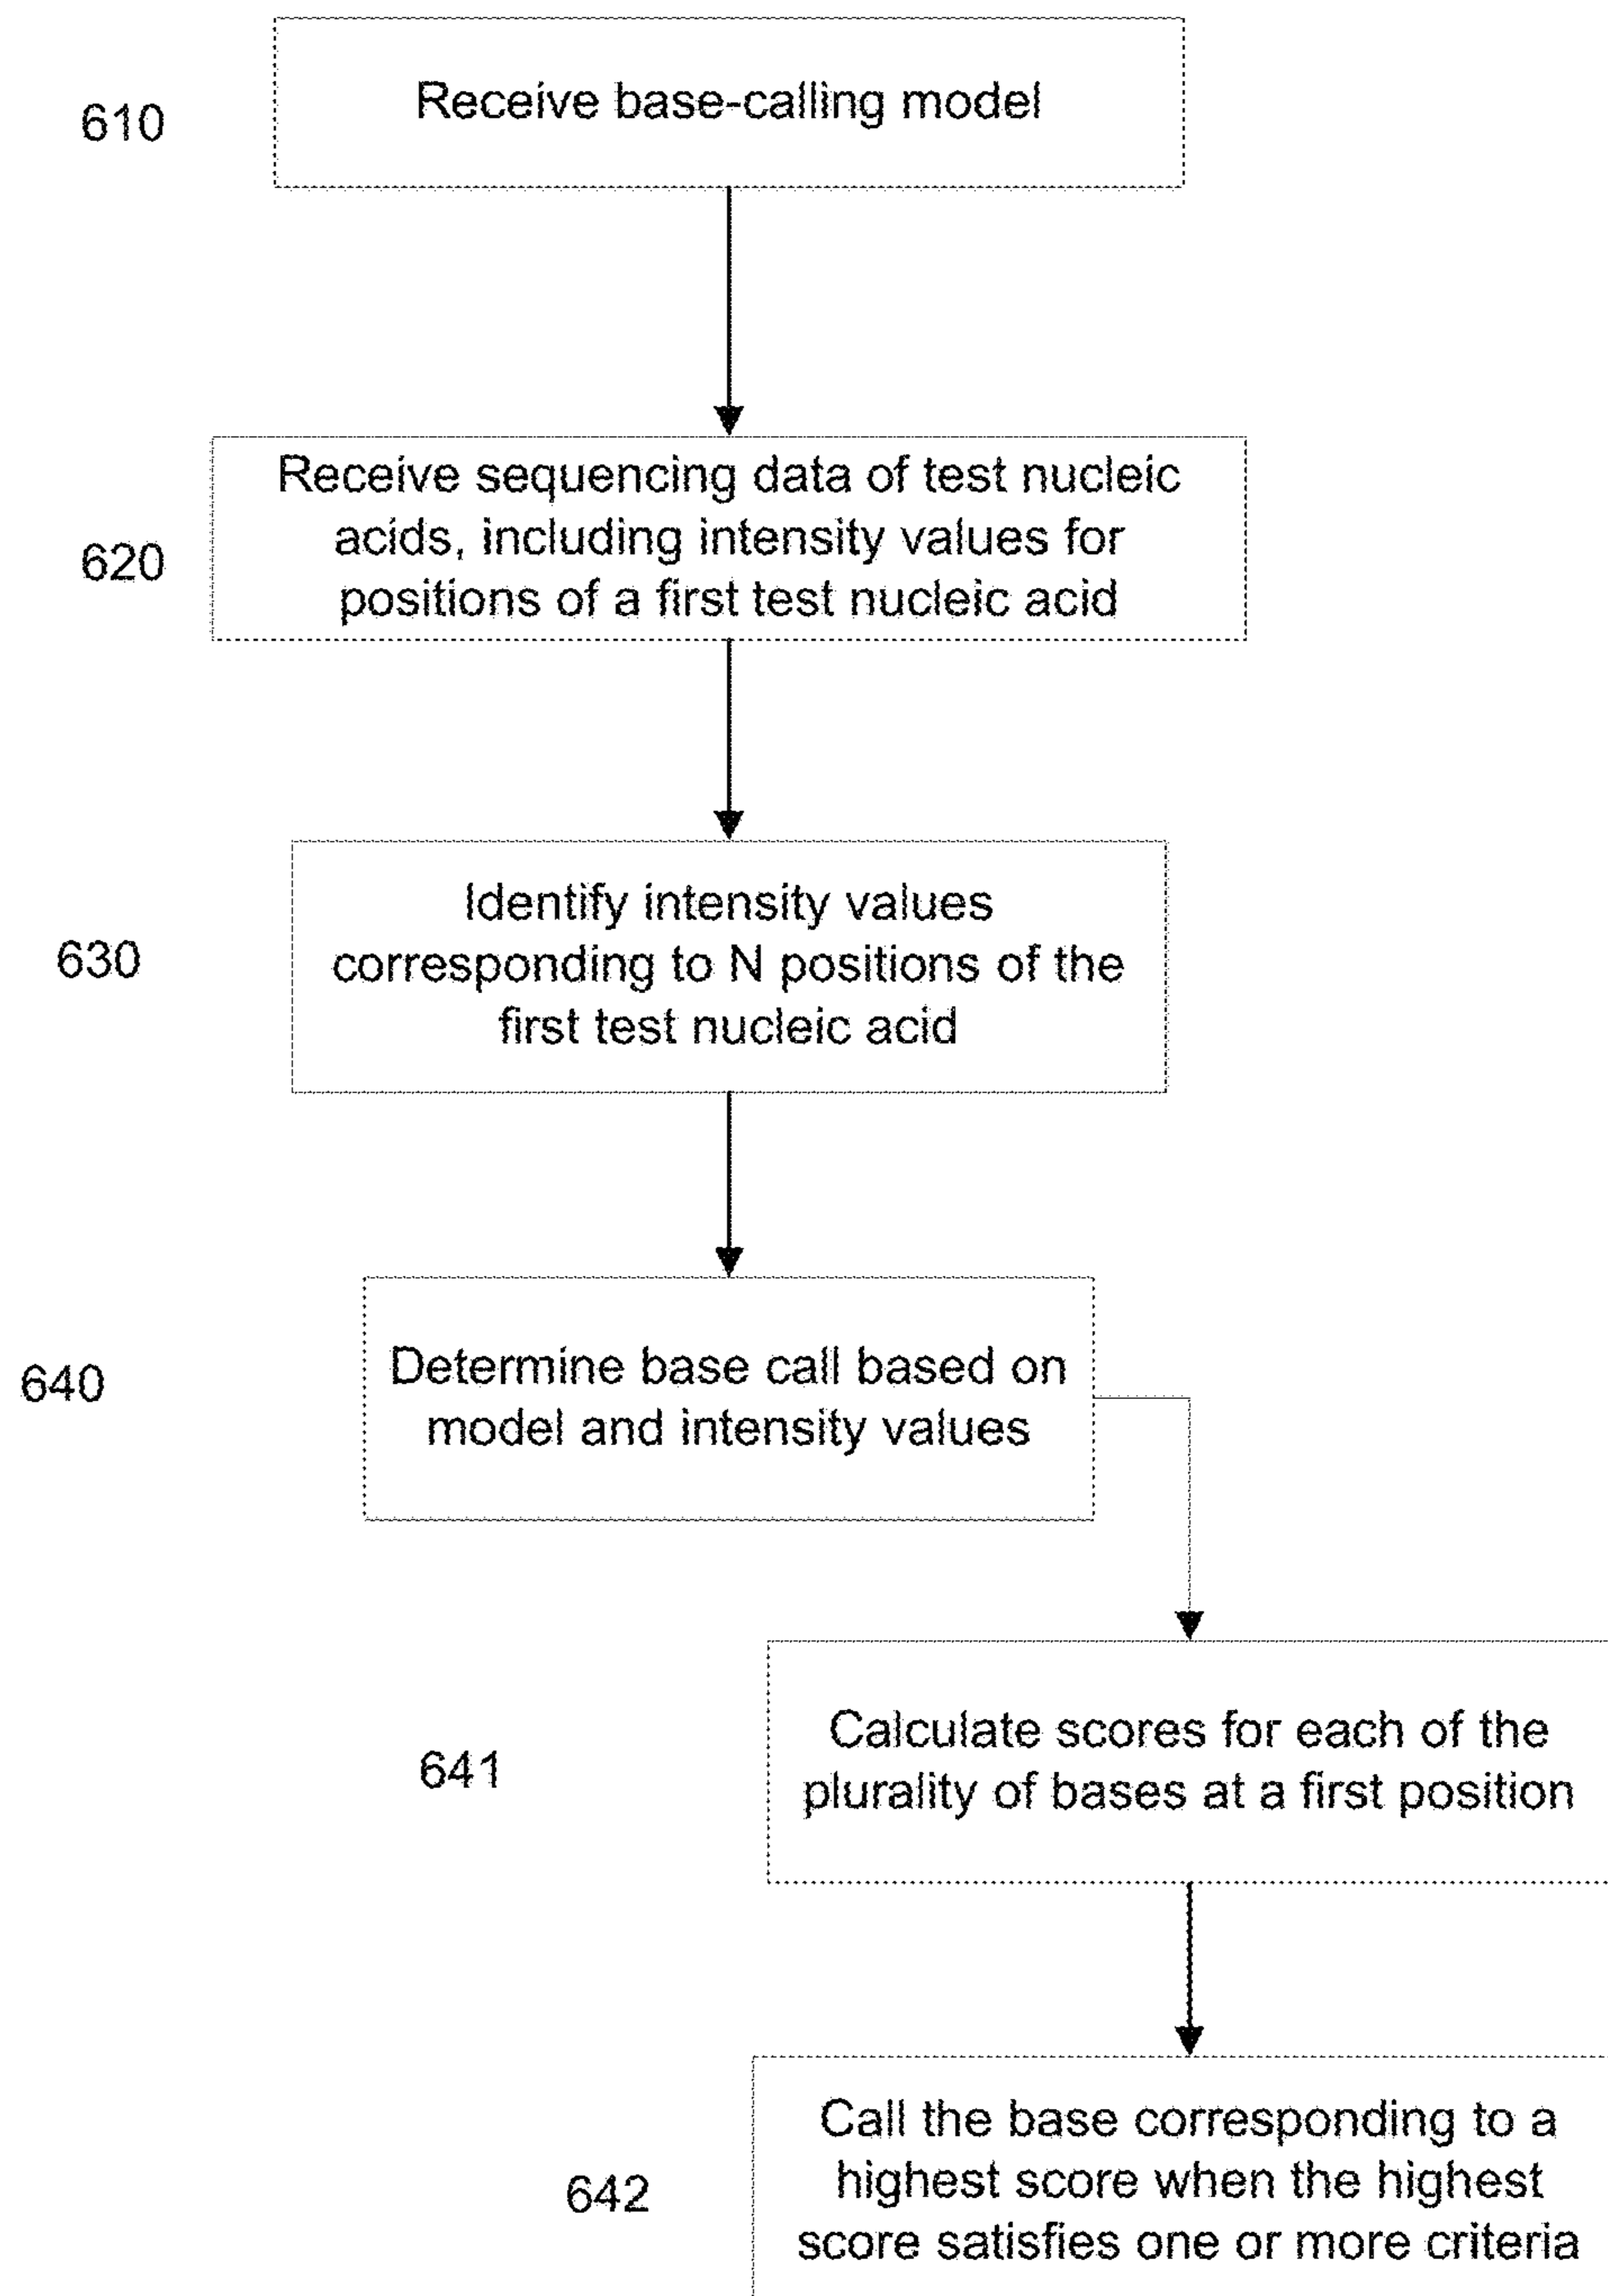 610
Receive base-calling model
620
Receive sequencing data of test nucleic
acids, including intensity values for
positions of a first test nucleic acid
630
Identify intensity values
corresponding to N positions of the
first test nucleic acid
640
Determine base call based on
model and intensity values
641
Calculate scores for each of the
plurality of bases at a first position
642
Call the base corresponding to a
highest score when the highest
score satisfies one or more criteria